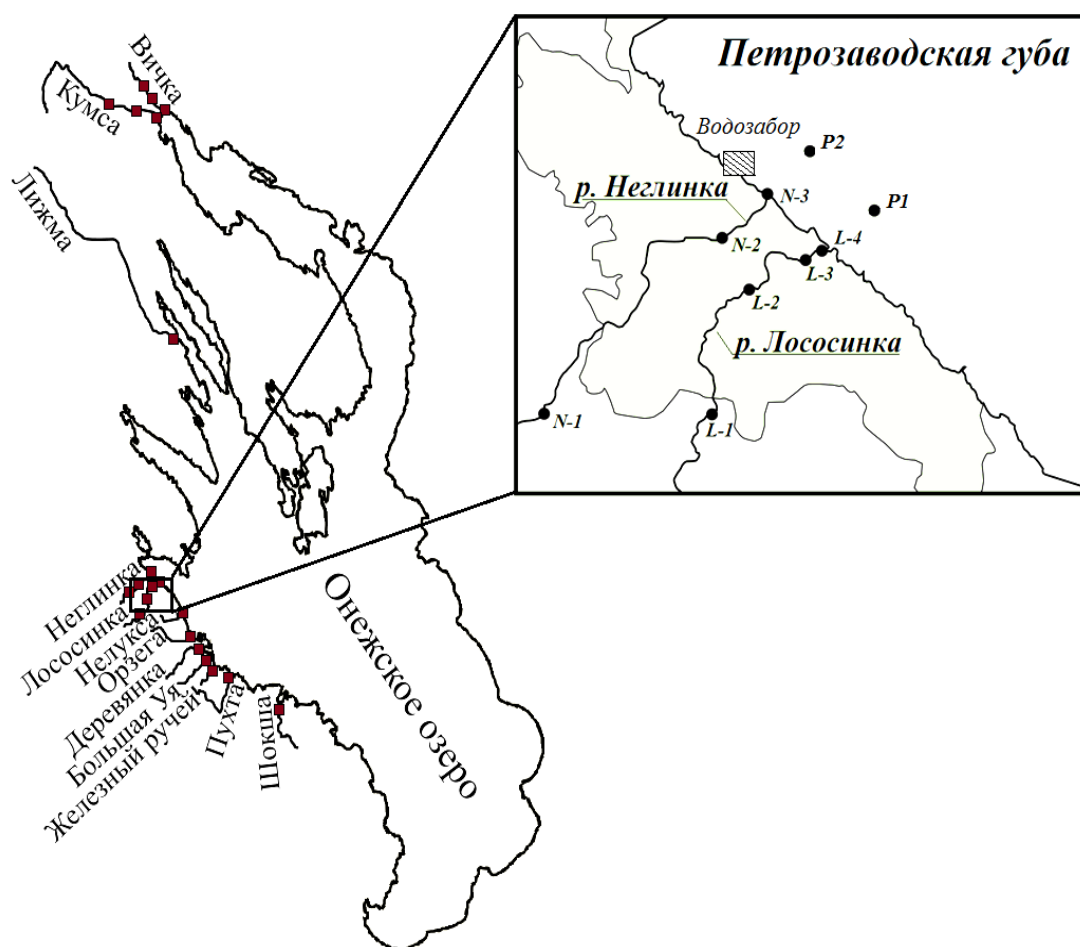 Вичка
Кумса
Лижма
Неглинка
Лососинка
Нелукса
Орзега
Деревянка
Большая Уя
Железный ручей
Пухта
Шокша
Онежское озеро
Петрозаводская губа
Водозабор
P2
р. Неглинка
N-3
P1
N-2
L-4
L-3
L-2
р. Лососинка
N-1
L-1